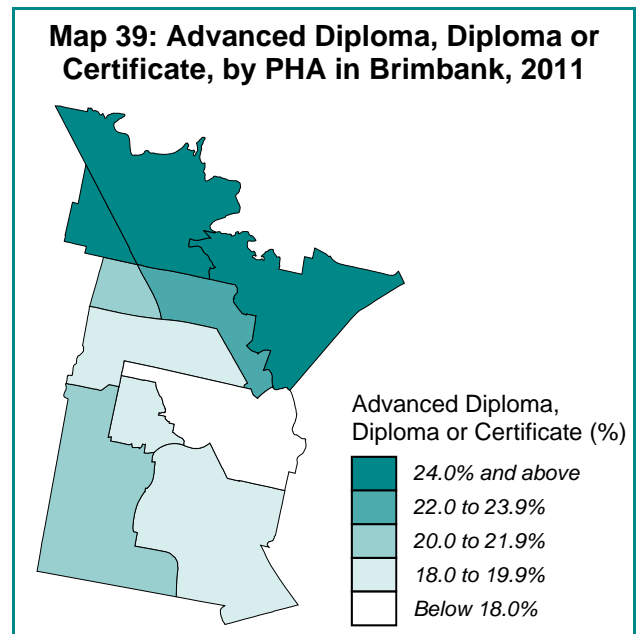 Map 39: Advanced Diploma, Diploma or
Certificate, by PHA in Brimbank, 2011
Advanced Diploma,
Diploma or Certificate (%)
24.0% and above
22.0 to 23.9%
20.0 to 21.9%
18.0 to 19.9%
Below 18.0%